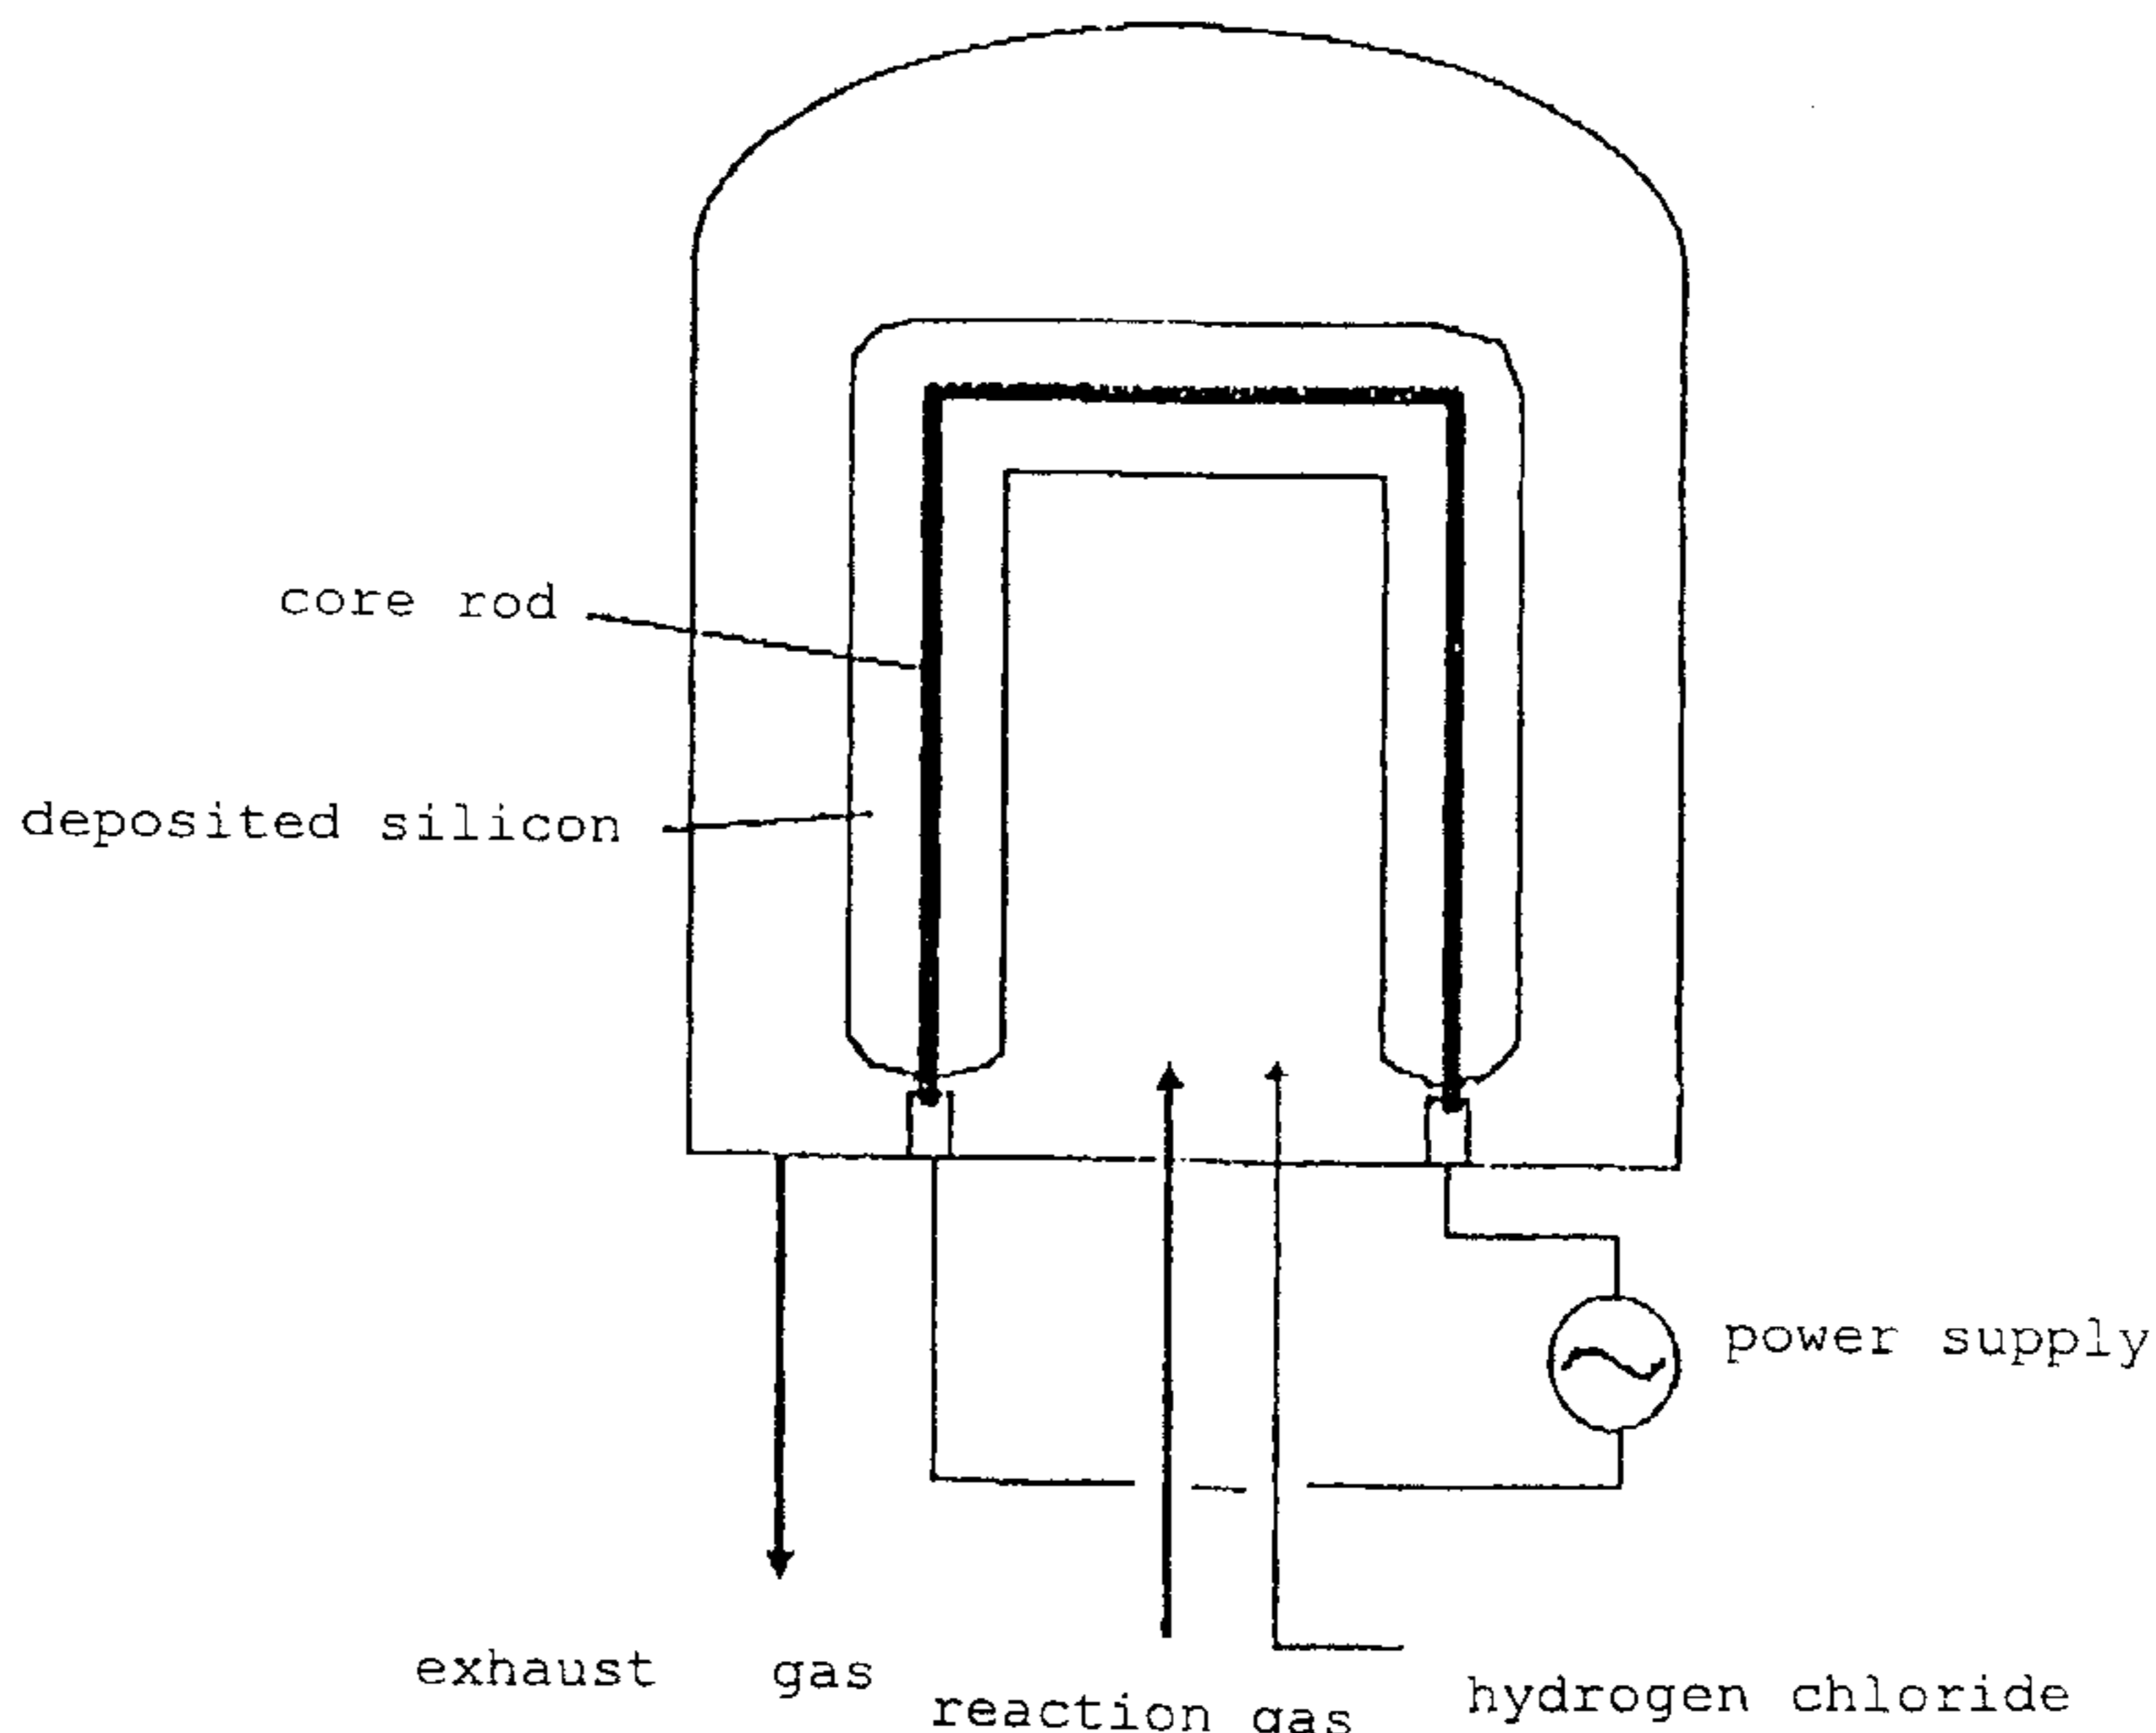 core rod
deposited silicon
power supply
exhaust gas
reaction gas
hydrogen chloride